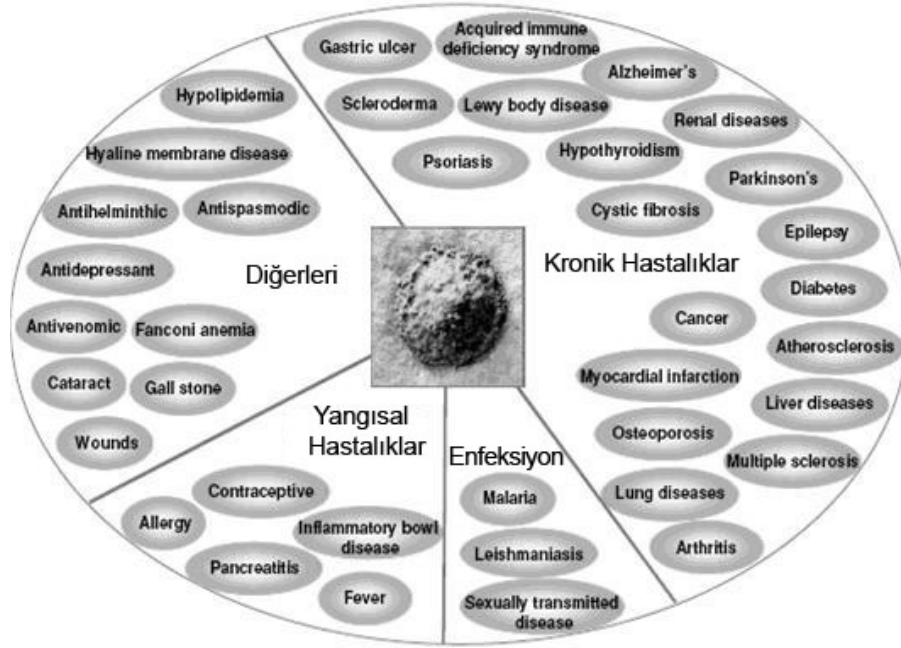 Gastric ulcer
Acquired immune
deficiency syndrome
Alzheimer's
Scleroderma
Lewy body disease
Renal diseases
Psoriasis
Hypothyroidism
Parkinson's
Cystic fibrosis
Epilepsy
Kronik Hastalıklar
Diabetes
Cancer
Atherosclerosis
Myocardial infarction
Liver diseases
Osteoporosis
Multiple sclerosis
Lung diseases
Arthritis
Enfeksiyon
Malaria
Leishmaniasis
Sexually transmitted
disease
Yangısal
Hastalıklar
Contraceptive
Allergy
Inflammatory bowl
disease
Pancreatitis
Fever
Diğerleri
Hypolipidemia
Hyaline membrane disease
Antihelminthic
Antispasmodic
Antidepressant
Antivenomic
Fanconi anemia
Cataract
Gall stone
Wounds